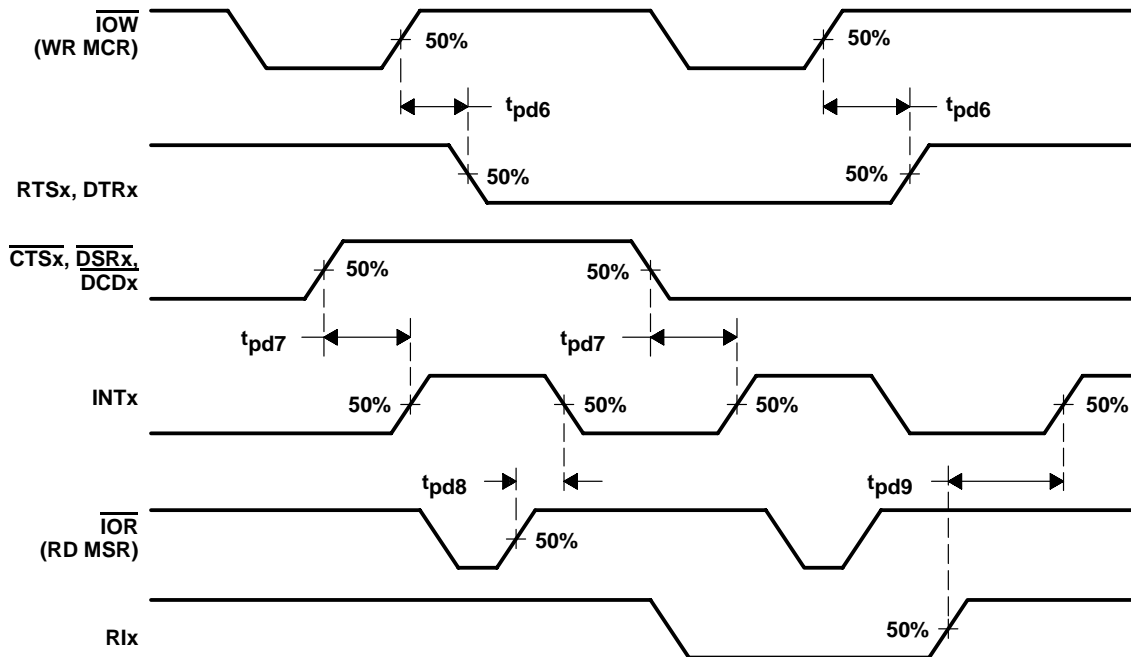 IOW
(WR MCR)
50%
50%
tpd6
tpd6
RTSx, DTRx
50%
50%
CTSx, DSRx,
DCDx
50%
50%
tpd7
tpd7
INTx
50%
50%
50%
50%
tpd8
tpd9
IOR
(RD MSR)
50%
RIx
50%